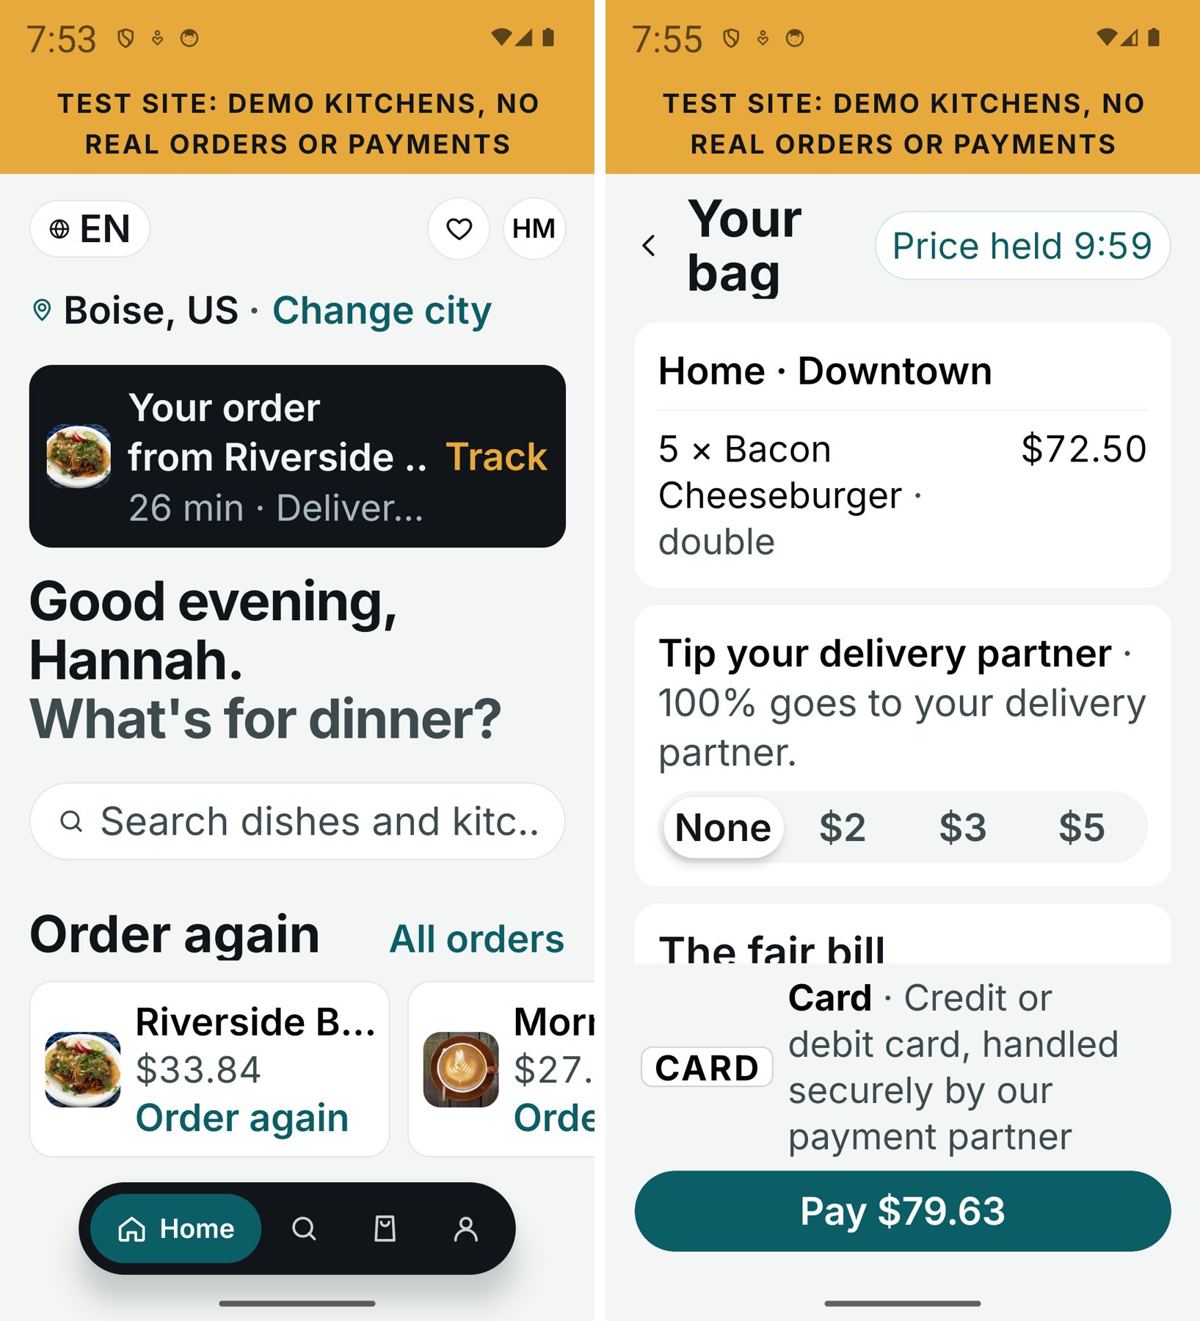 7:53
TEST SITE: DEMO KITCHENS, NO
REAL ORDERS OR PAYMENTS
EN
HM
Boise, US · Change city
Your order
from Riverside ..
Track
26 min · Deliver...
Good evening,
Hannah.
What's for dinner?
Search dishes and kitc..
Order again
All orders
Riverside B...
$33.84
Order again
Morr
$27.
Orde
Home
7:55
TEST SITE: DEMO KITCHENS, NO
REAL ORDERS OR PAYMENTS
Your
bag
Price held 9:59
Home · Downtown
5 × Bacon
$72.50
Cheeseburger ·
double
Tip your delivery partner ·
100% goes to your delivery
partner.
None $2 $3 $5
The fair bill
CARD
Card · Credit or
debit card, handled
securely by our
payment partner
Pay $79.63